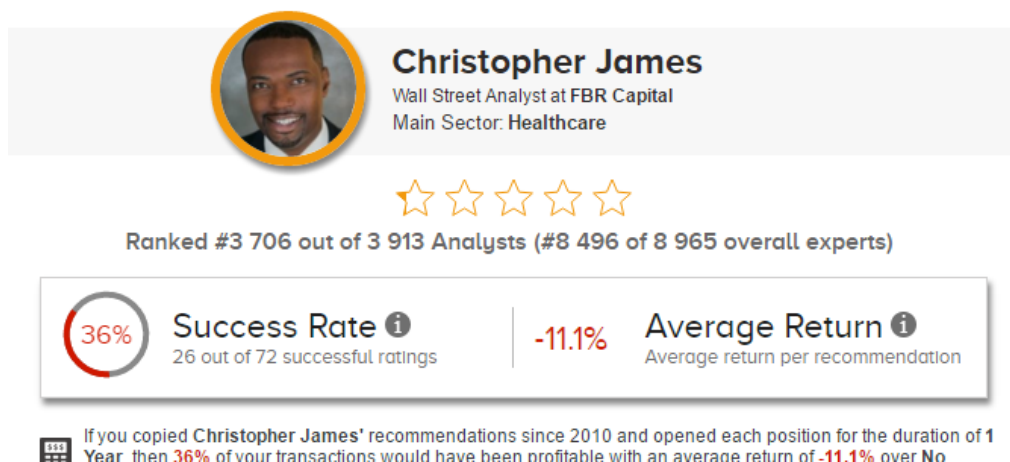 Christopher James
Wall Street Analyst at FBR Capital
Main Sector: Healthcare
Ranked #3 706 out of 3 913 Analysts (#8 496 of 8 965 overall experts)
36%
Success Rate
26 out of 72 successful ratings
-11.1%
Average Return
Average return per recommendation
$$$
If you copied Christopher James' recommendations since 2010 and opened each position for the duration of 1
Year, then 36% of your transactions would have been profitable with an average return of -11.1% over No